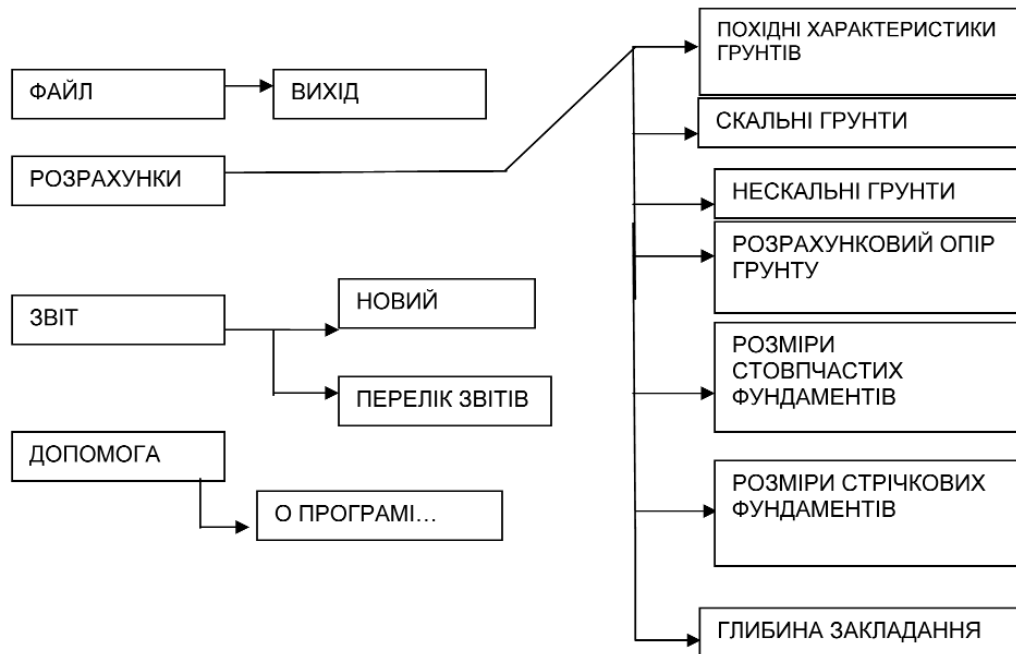 ФАЙЛ
ВИХІД
РОЗРАХУНКИ
ПОХІДНІ ХАРАКТЕРИСТИКИ
ГРУНТІВ
СКАЛЬНІ ГРУНТИ
НЕСКАЛЬНІ ГРУНТИ
РОЗРАХУНКОВИЙ ОПІР
ГРУНТУ
РОЗМІРИ
СТОВПЧАСТИХ
ФУНДАМЕНТІВ
РОЗМІРИ СТРІЧКОВИХ
ФУНДАМЕНТІВ
ГЛИБИНА ЗАКЛАДАННЯ
ЗВІТ
НОВИЙ
ПЕРЕЛІК ЗВІТІВ
ДОПОМОГА
О ПРОГРАМІ…